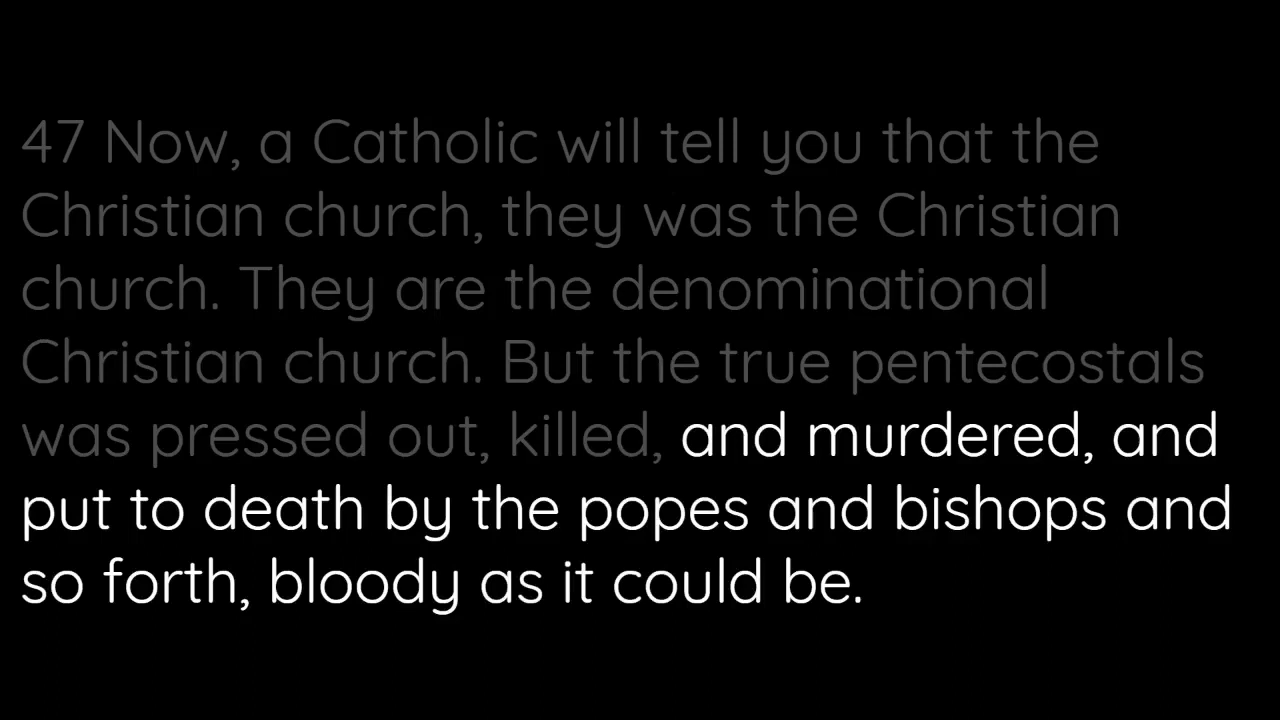 47 Now, a Catholic will tell you that the
Christian church, they was the Christian
church. They are the denominational
Christian church. But the true pentecostals
was pressed out, killed, and murdered, and
put to death by the popes and bishops and
so forth, bloody as it could be.